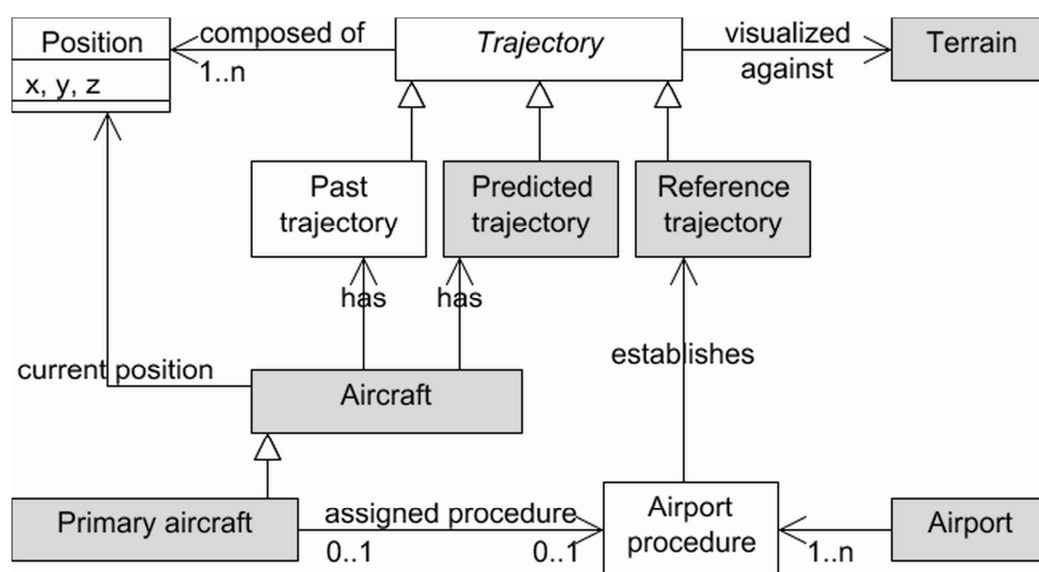 Position
composed of
Trajectory
visualized
against
Terrain
1..n
x, y, z
Past
trajectory
Predicted
trajectory
Reference
trajectory
has
has
establishes
current position
Aircraft
Primary aircraft
assigned procedure
0..1
0..1
Airport
procedure
1..n
Airport